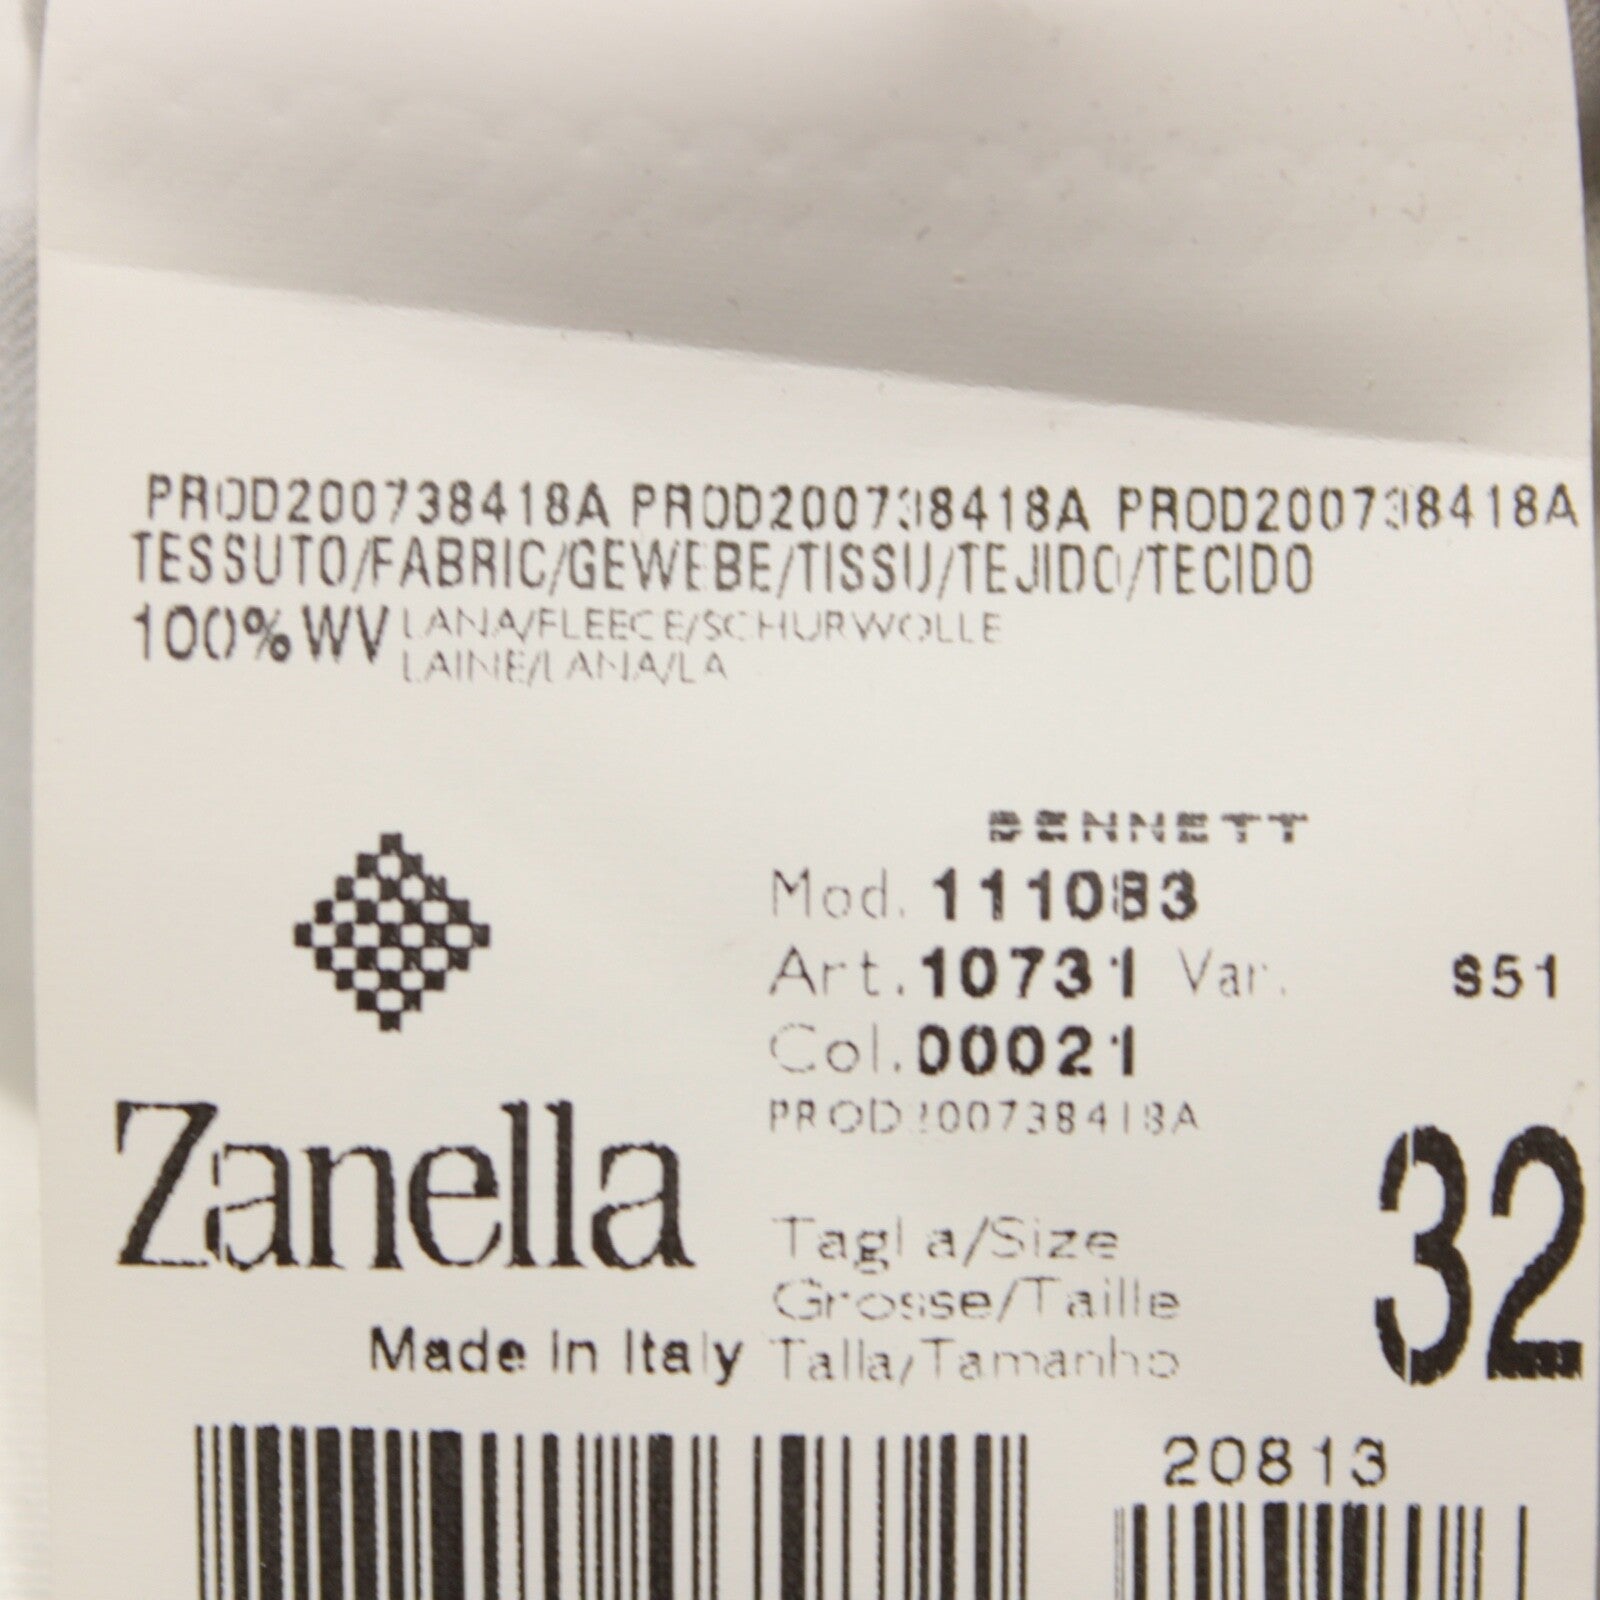 PROD200738418A PROD200738418A PROD200738418A
TESSUTO/FABRIC/GEWEBE/TISSU/TEJIDO/TECIDO
100% WV LANA/FLEECE/SCHURWOLLE
LAINE/LANA/LA
BENNETT
Mod. 111083
Art. 10731 Var. S51
Col. 00021
PROD200738418A
Zanella
Made in Italy
Taglia/Size
Grosse/Taille
Talla/Tamanho
32
20813